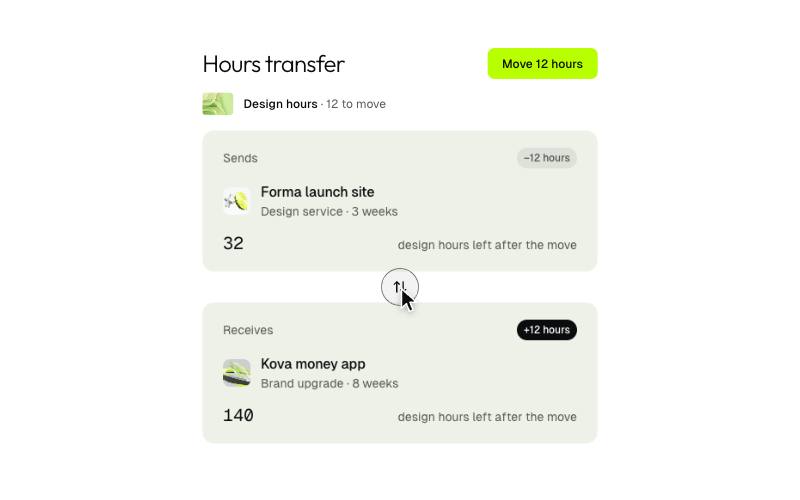 Hours transfer
Move 12 hours
Design hours · 12 to move
Sends
−12 hours
Forma launch site
Design service · 3 weeks
32
design hours left after the move
Receives
+12 hours
Kova money app
Brand upgrade · 8 weeks
140
design hours left after the move